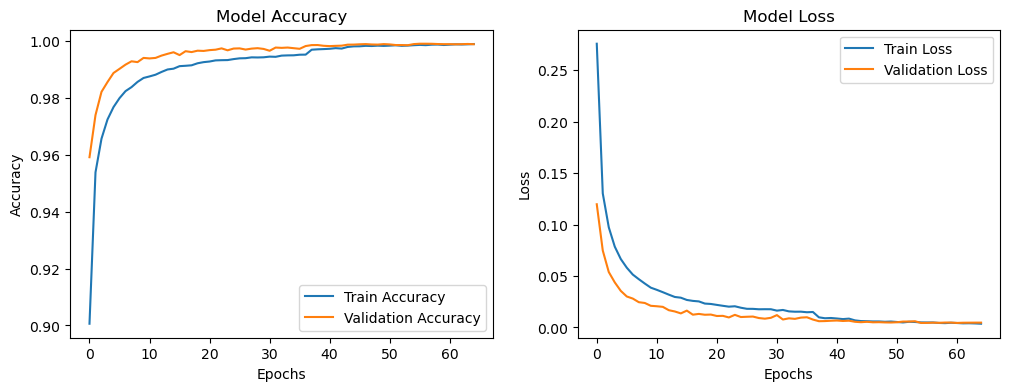 Model Accuracy
1.00
0.98
0.96
0.94
0.92
0.90
Accuracy
0 10 20 30 40 50 60
Epochs
Train Accuracy
Validation Accuracy
Model Loss
0.25
0.20
0.15
0.10
0.05
0.00
Loss
0 10 20 30 40 50 60
Epochs
Train Loss
Validation Loss